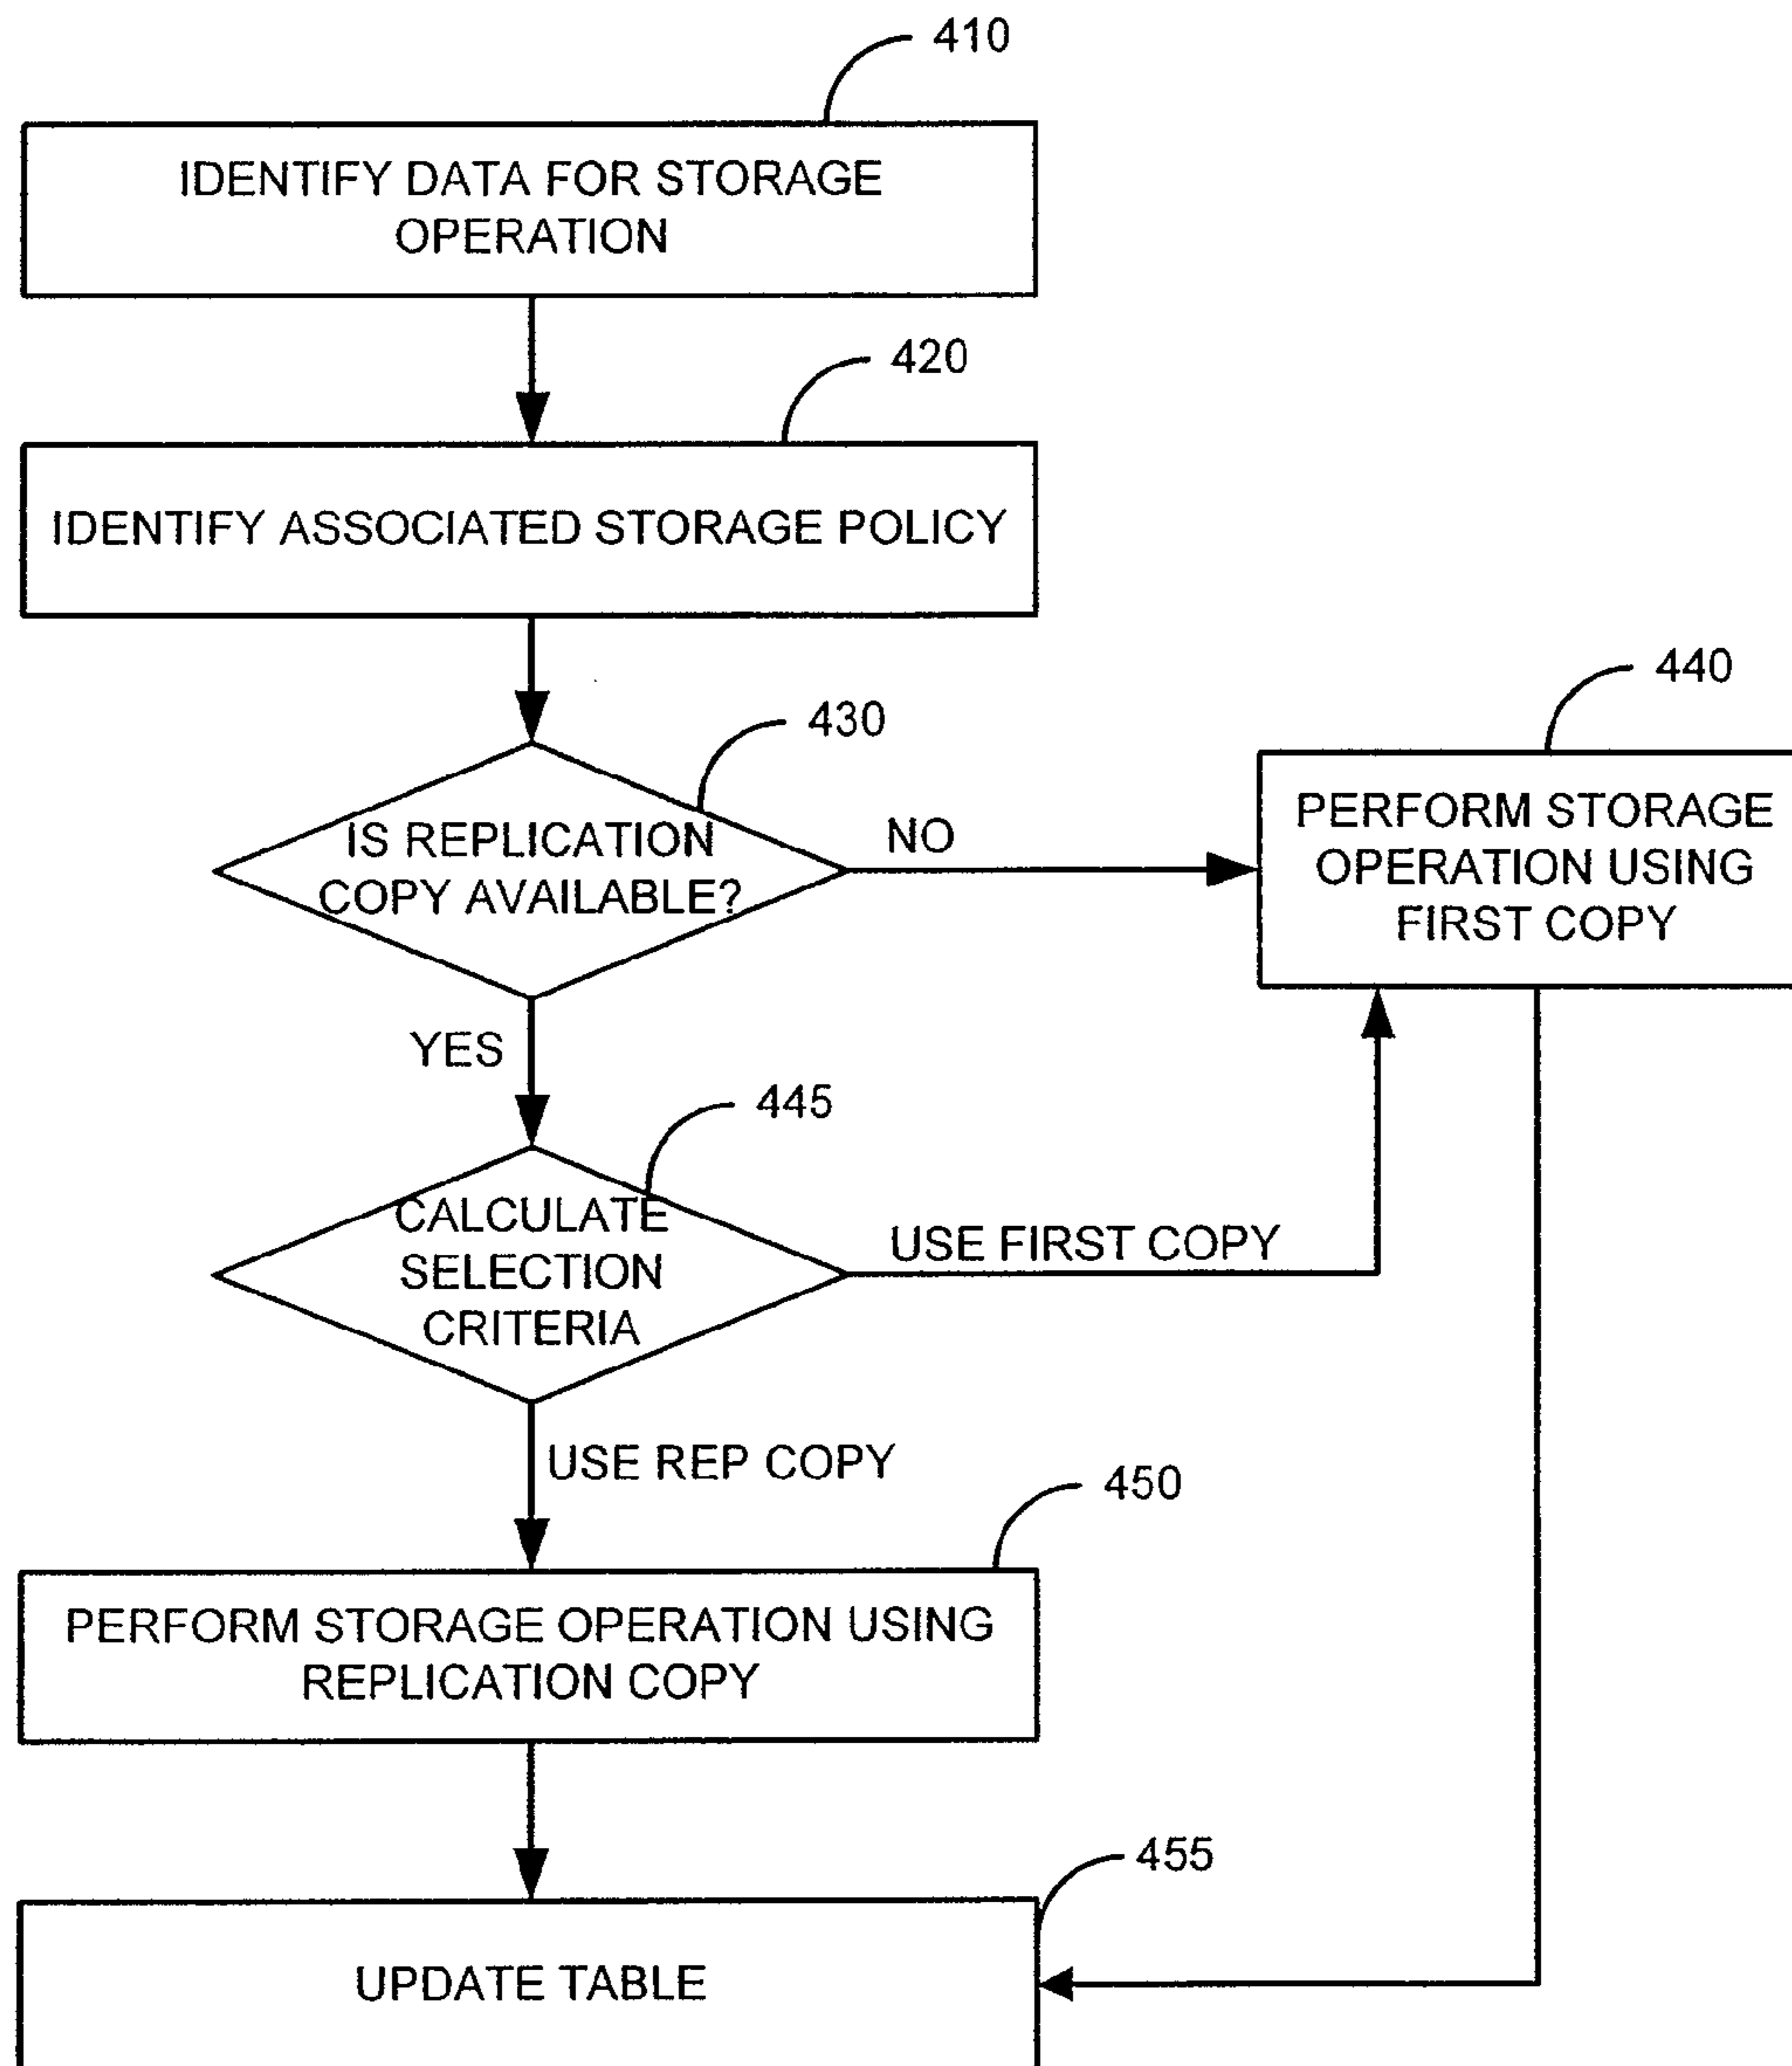 410
IDENTIFY DATA FOR STORAGE
OPERATION
420
IDENTIFY ASSOCIATED STORAGE POLICY
430
IS REPLICATION
COPY AVAILABLE?
NO
440
PERFORM STORAGE
OPERATION USING
FIRST COPY
YES
445
CALCULATE
SELECTION
CRITERIA
USE FIRST COPY
USE REP COPY
450
PERFORM STORAGE OPERATION USING
REPLICATION COPY
455
UPDATE TABLE